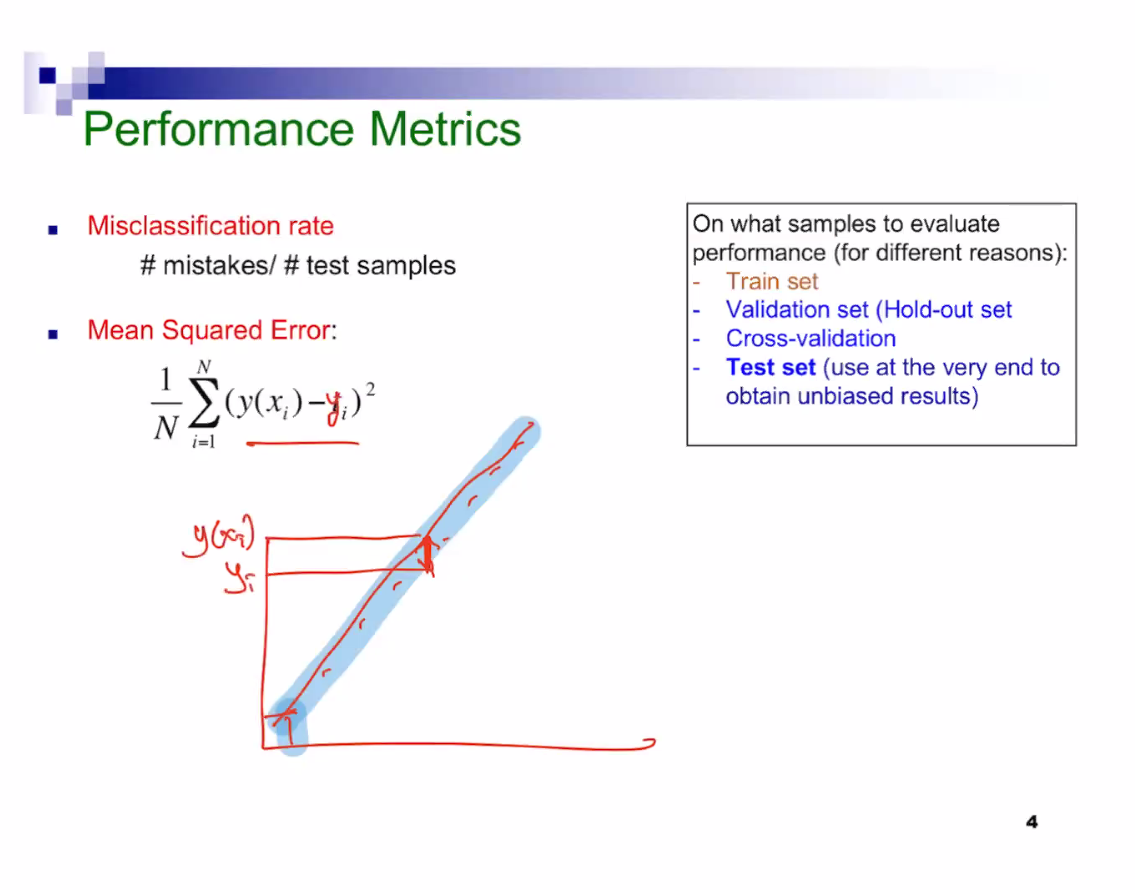 Performance Metrics
Misclassification rate
# mistakes/ # test samples
Mean Squared Error:
1/N Σ_{i=1}^{N} (y(x_i) − y_i)^2
On what samples to evaluate
performance (for different reasons):
- Train set
- Validation set (Hold-out set
- Cross-validation
- Test set (use at the very end to
obtain unbiased results)
y(x_i)
y_i
4